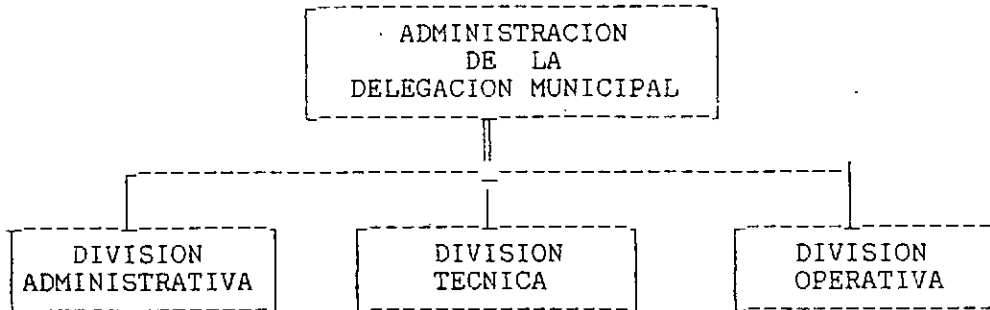 ADMINISTRACION
DE LA
DELEGACION MUNICIPAL
DIVISION
ADMINISTRATIVA
DIVISION
TECNICA
DIVISION
OPERATIVA